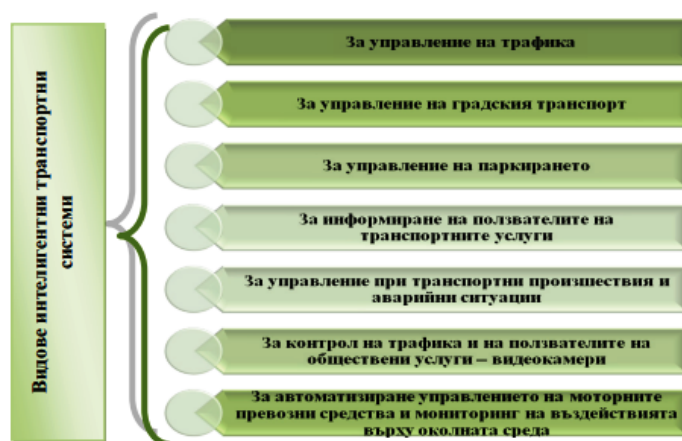 Видове интелигентни транспортни
системи
За управление на трафика
За управление на градския транспорт
За управление на паркирането
За информиране на ползвателите на
транспортните услуги
За управление при транспортни произшествия и
аварийни ситуации
За контрол на трафика и на ползвателите на
обществени услуги – видеокамери
За автоматизиране управлението на моторните
превозни средства и мониторинг на въздействията
върху околната среда